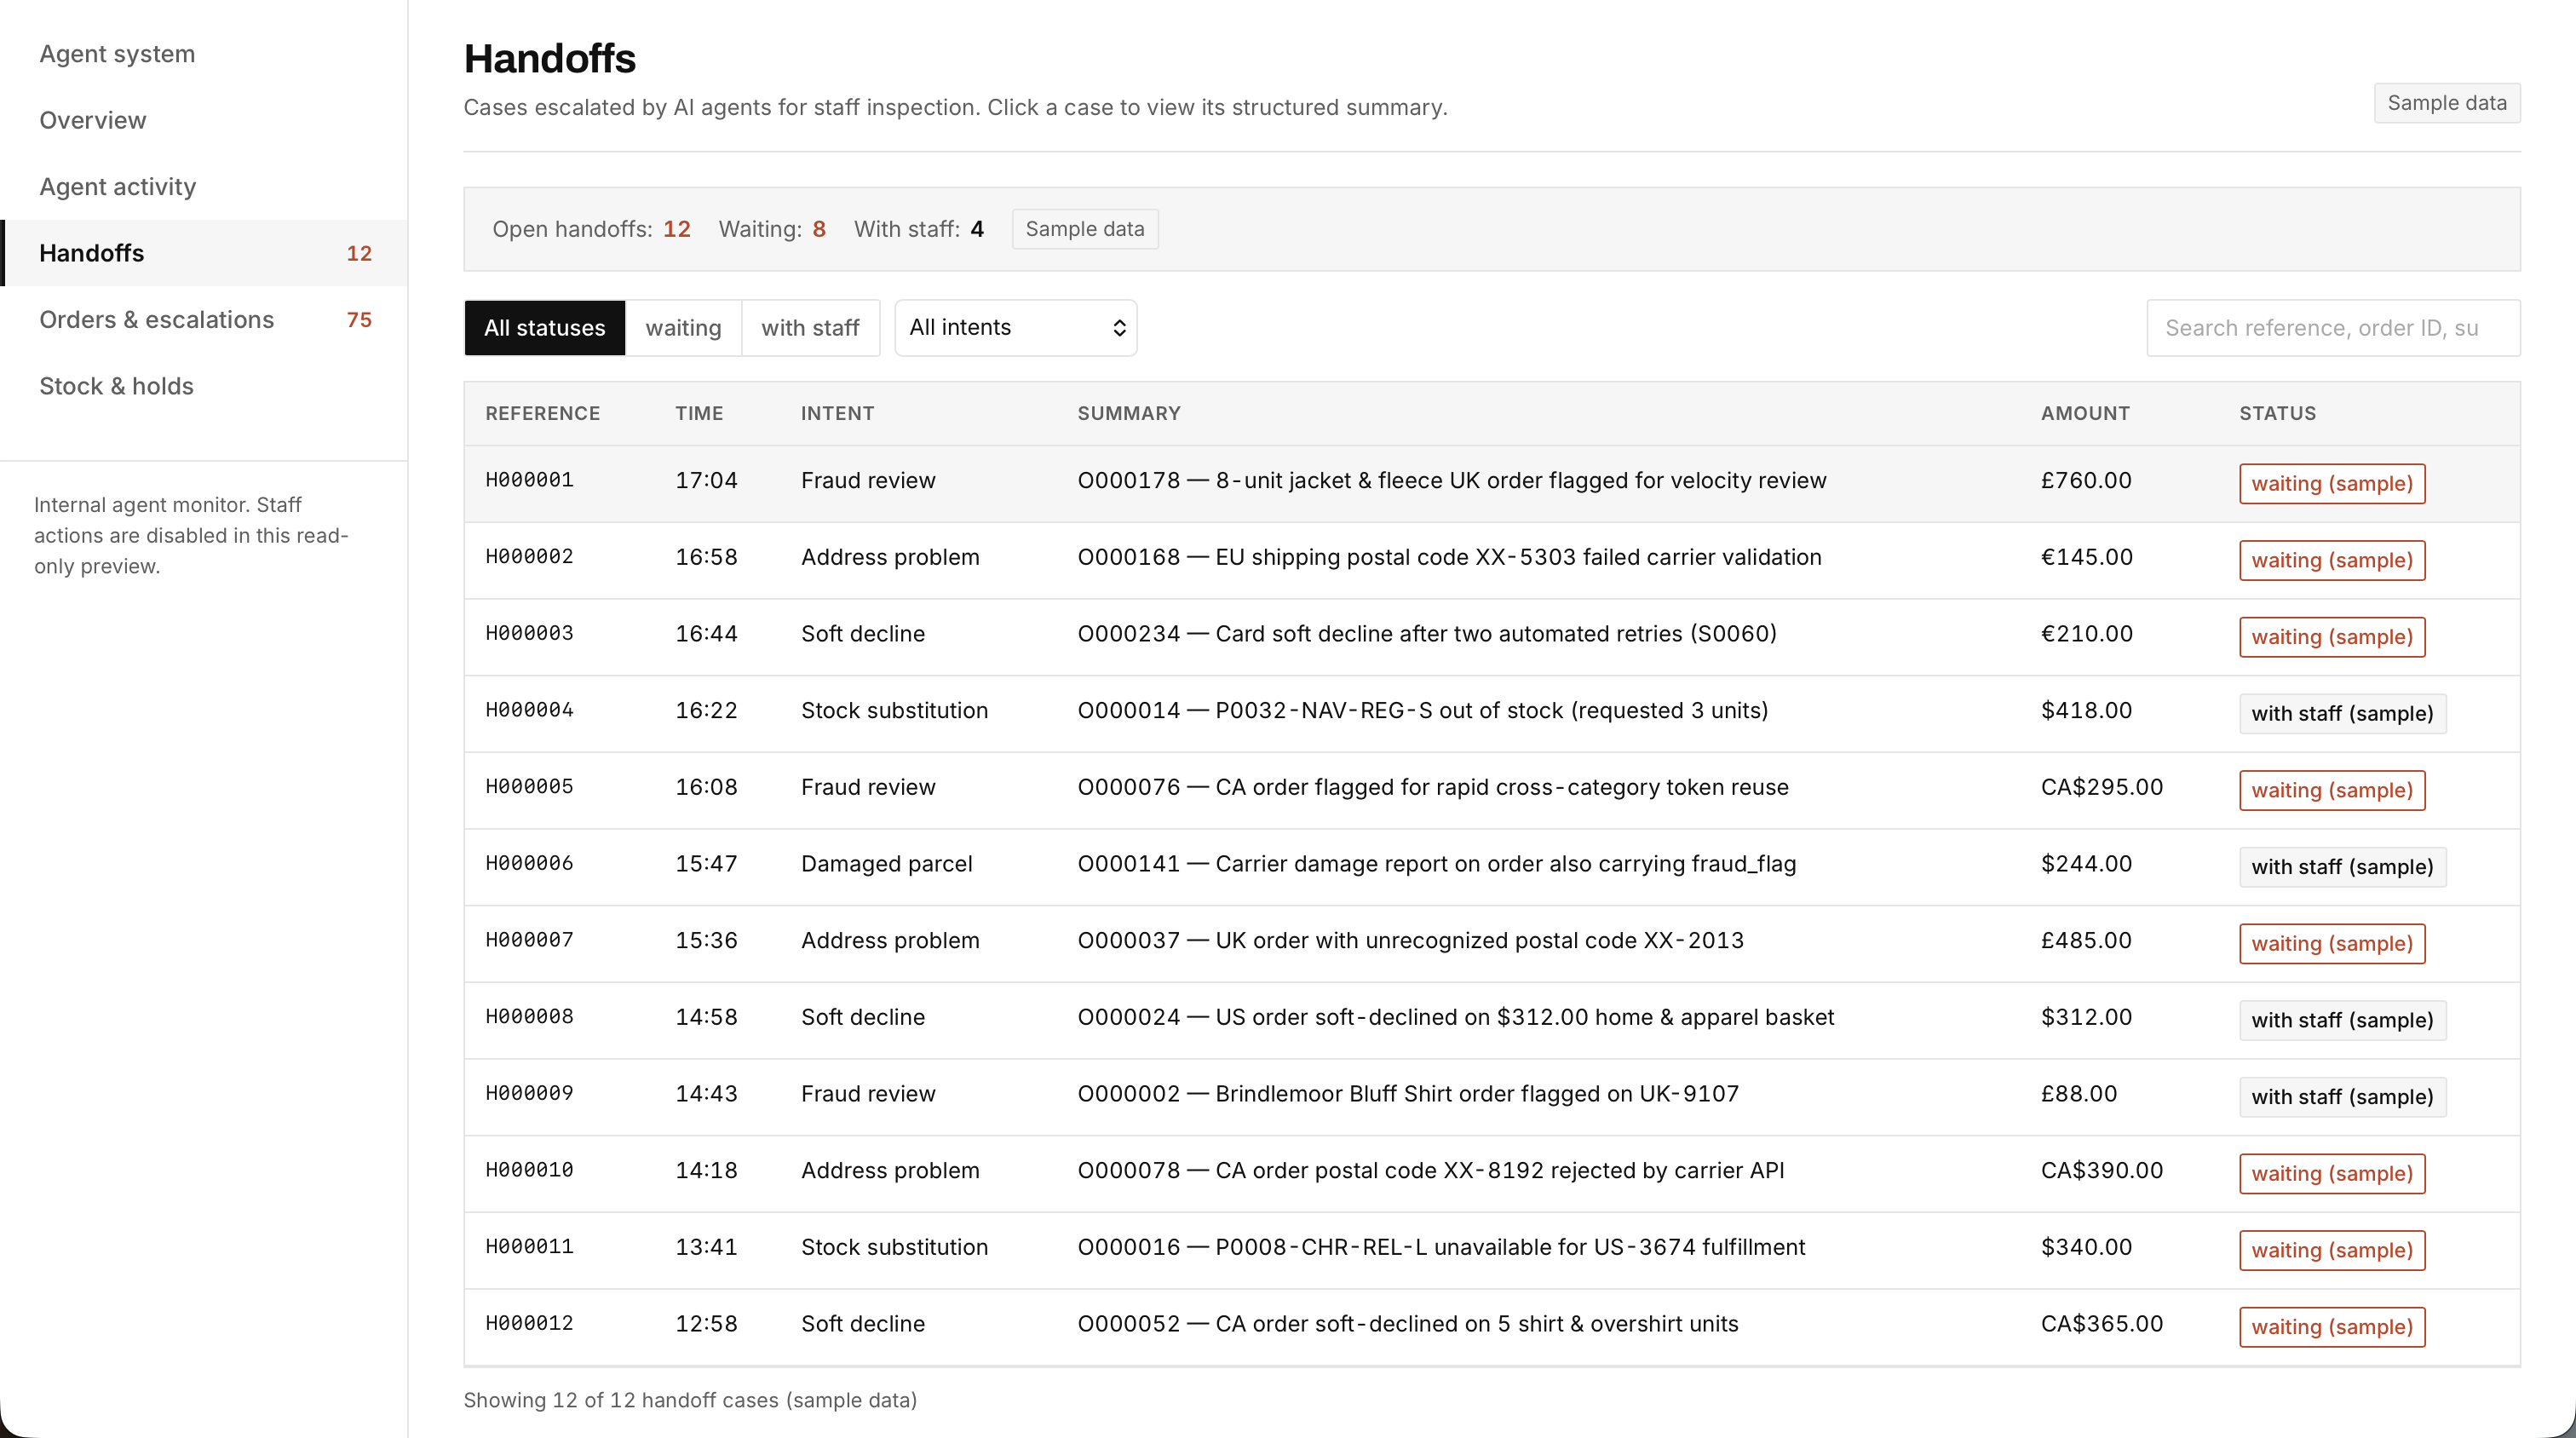 Agent system
Overview
Agent activity
Handoffs 12
Orders & escalations 75
Stock & holds
Internal agent monitor. Staff
actions are disabled in this read-
only preview.
Handoffs
Cases escalated by AI agents for staff inspection. Click a case to view its structured summary.
Sample data
Open handoffs: 12 Waiting: 8 With staff: 4 Sample data
All statuses waiting with staff All intents Search reference, order ID, su
REFERENCE TIME INTENT SUMMARY AMOUNT STATUS
H000001 17:04 Fraud review O000178 — 8-unit jacket & fleece UK order flagged for velocity review £760.00 waiting (sample)
H000002 16:58 Address problem O000168 — EU shipping postal code XX-5303 failed carrier validation €145.00 waiting (sample)
H000003 16:44 Soft decline O000234 — Card soft decline after two automated retries (S0060) €210.00 waiting (sample)
H000004 16:22 Stock substitution O000014 — P0032-NAV-REG-S out of stock (requested 3 units) $418.00 with staff (sample)
H000005 16:08 Fraud review O000076 — CA order flagged for rapid cross-category token reuse CA$295.00 waiting (sample)
H000006 15:47 Damaged parcel O000141 — Carrier damage report on order also carrying fraud_flag $244.00 with staff (sample)
H000007 15:36 Address problem O000037 — UK order with unrecognized postal code XX-2013 £485.00 waiting (sample)
H000008 14:58 Soft decline O000024 — US order soft-declined on $312.00 home & apparel basket $312.00 with staff (sample)
H000009 14:43 Fraud review O000002 — Brindlemoor Bluff Shirt order flagged on UK-9107 £88.00 with staff (sample)
H000010 14:18 Address problem O000078 — CA order postal code XX-8192 rejected by carrier API CA$390.00 waiting (sample)
H000011 13:41 Stock substitution O000016 — P0008-CHR-REL-L unavailable for US-3674 fulfillment $340.00 waiting (sample)
H000012 12:58 Soft decline O000052 — CA order soft-declined on 5 shirt & overshirt units CA$365.00 waiting (sample)
Showing 12 of 12 handoff cases (sample data)